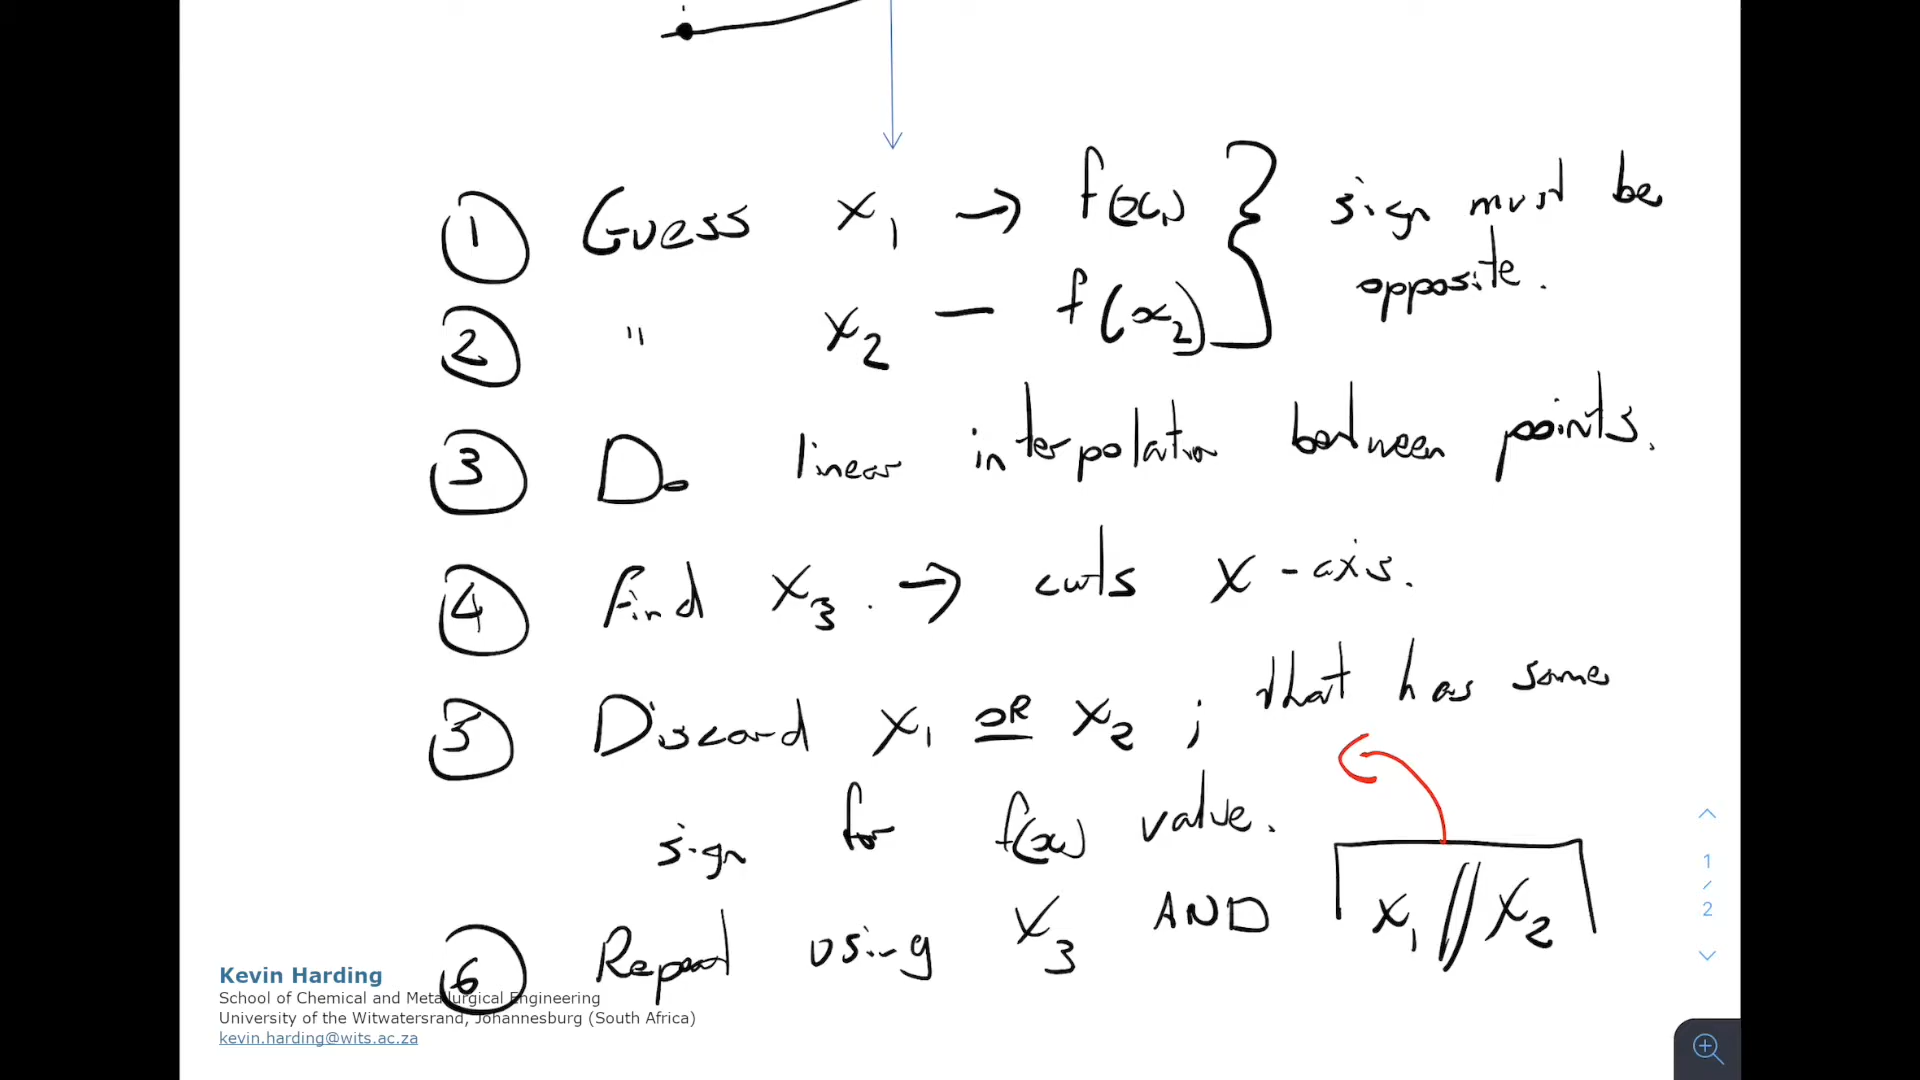 ① Guess x₁ → f(x₁) } sign must be
② " x₂ — f(x₂) opposite.
③ Do linear interpolation between points.
④ find x₃. → cuts x-axis.
⑤ Discard x₁ OR x₂ ; that has same
sign for f(x) value.
⑥ Repeat using x₃ AND x₁ // x₂
Kevin Harding
School of Chemical and Metallurgical Engineering
University of the Witwatersrand, Johannesburg (South Africa)
kevin.harding@wits.ac.za
1
/
2